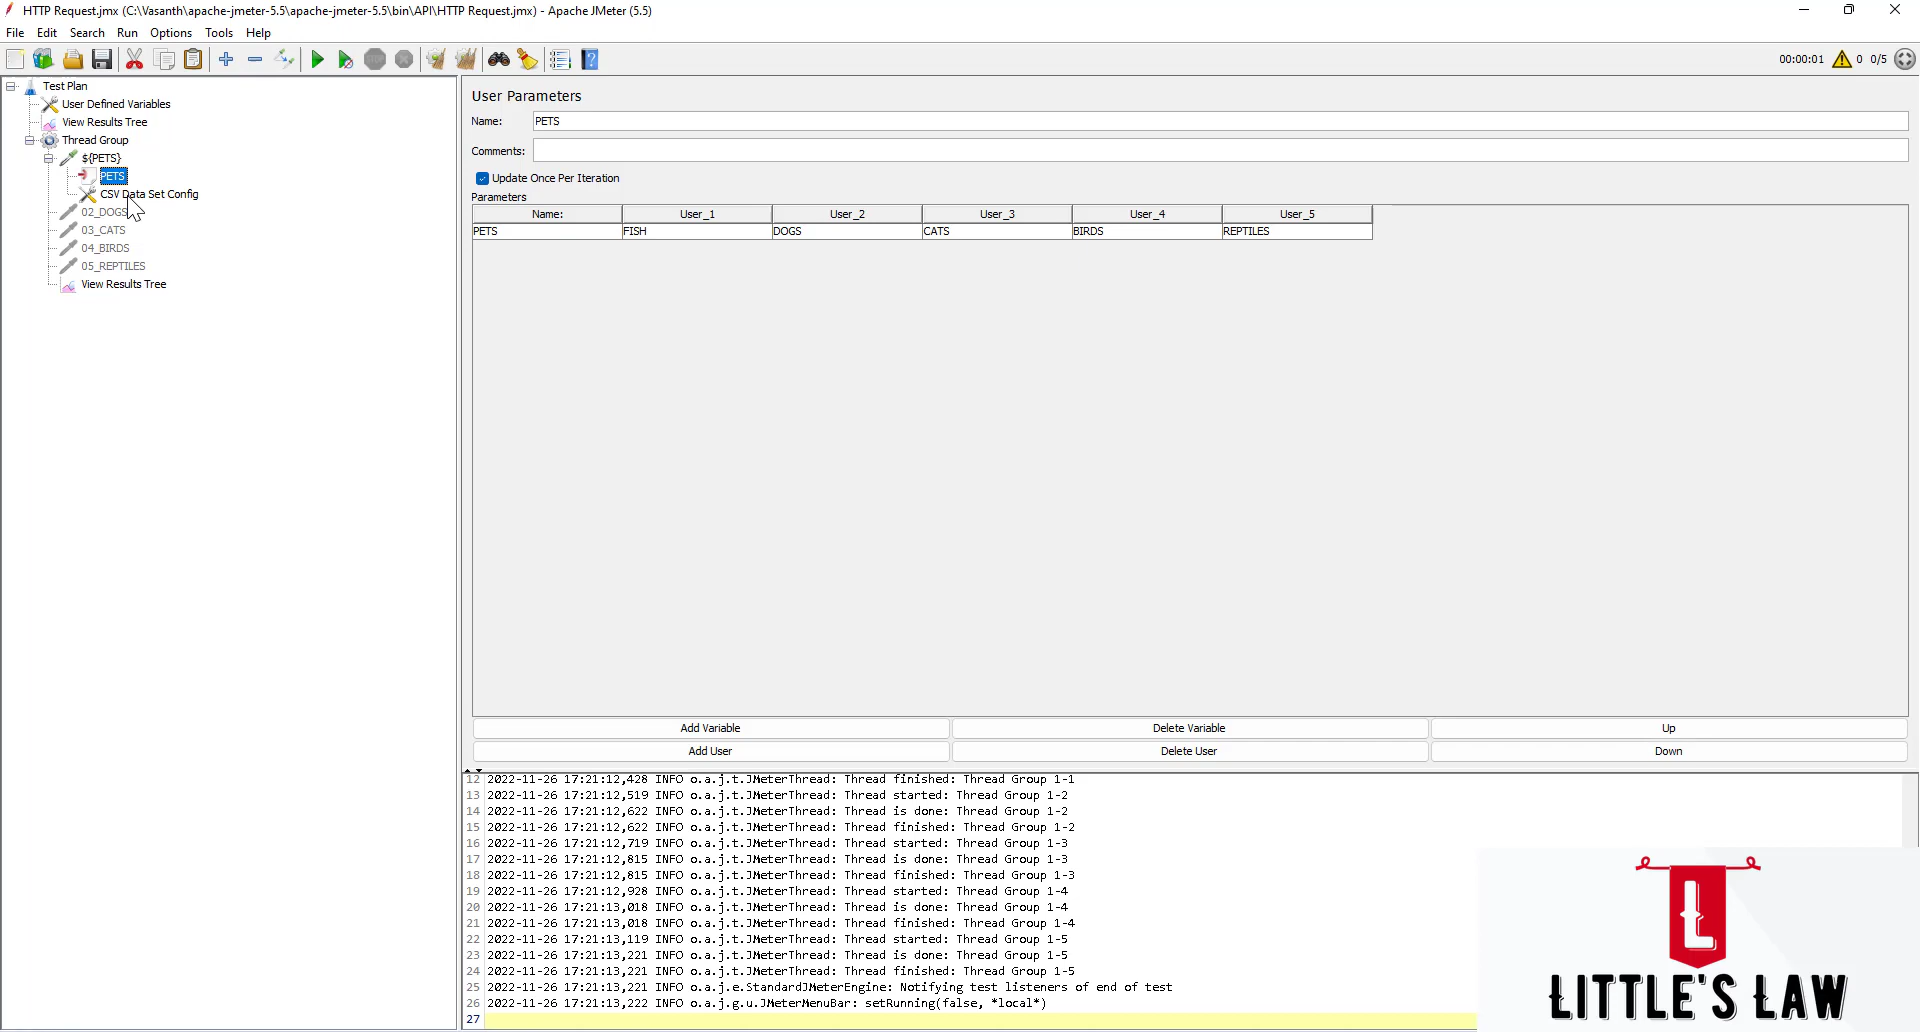 HTTP Request.jmx (C:\Vasanth\apache-jmeter-5.5\apache-jmeter-5.5\bin\API\HTTP Request.jmx) - Apache JMeter (5.5)
File Edit Search Run Options Tools Help
00:00:01 0 0/5
Test Plan
User Defined Variables
View Results Tree
Thread Group
${PETS}
PETS
CSV Data Set Config
02_DOGS
03_CATS
04_BIRDS
05_REPTILES
View Results Tree
User Parameters
Name: PETS
Comments:
Update Once Per Iteration
Parameters
Name: User_1 User_2 User_3 User_4 User_5
PETS FISH DOGS CATS BIRDS REPTILES
Add Variable Delete Variable Up
Add User Delete User Down
12 2022-11-26 17:21:12,428 INFO o.a.j.t.JMeterThread: Thread finished: Thread Group 1-1
13 2022-11-26 17:21:12,519 INFO o.a.j.t.JMeterThread: Thread started: Thread Group 1-2
14 2022-11-26 17:21:12,622 INFO o.a.j.t.JMeterThread: Thread is done: Thread Group 1-2
15 2022-11-26 17:21:12,622 INFO o.a.j.t.JMeterThread: Thread finished: Thread Group 1-2
16 2022-11-26 17:21:12,719 INFO o.a.j.t.JMeterThread: Thread started: Thread Group 1-3
17 2022-11-26 17:21:12,815 INFO o.a.j.t.JMeterThread: Thread is done: Thread Group 1-3
18 2022-11-26 17:21:12,815 INFO o.a.j.t.JMeterThread: Thread finished: Thread Group 1-3
19 2022-11-26 17:21:12,928 INFO o.a.j.t.JMeterThread: Thread started: Thread Group 1-4
20 2022-11-26 17:21:13,018 INFO o.a.j.t.JMeterThread: Thread is done: Thread Group 1-4
21 2022-11-26 17:21:13,018 INFO o.a.j.t.JMeterThread: Thread finished: Thread Group 1-4
22 2022-11-26 17:21:13,119 INFO o.a.j.t.JMeterThread: Thread started: Thread Group 1-5
23 2022-11-26 17:21:13,221 INFO o.a.j.t.JMeterThread: Thread is done: Thread Group 1-5
24 2022-11-26 17:21:13,221 INFO o.a.j.t.JMeterThread: Thread finished: Thread Group 1-5
25 2022-11-26 17:21:13,221 INFO o.a.j.e.StandardJMeterEngine: Notifying test listeners of end of test
26 2022-11-26 17:21:13,222 INFO o.a.j.g.u.JMeterMenuBar: setRunning(false, *local*)
27
L
LITTLE'S LAW